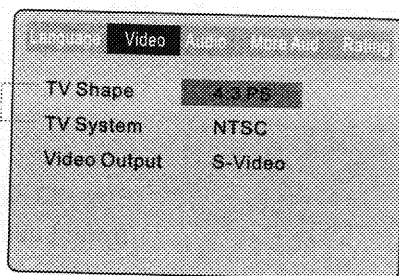 Language Video Audio More Aud Rating
TV Shape 4:3 PS
TV System NTSC
Video Output S-Video